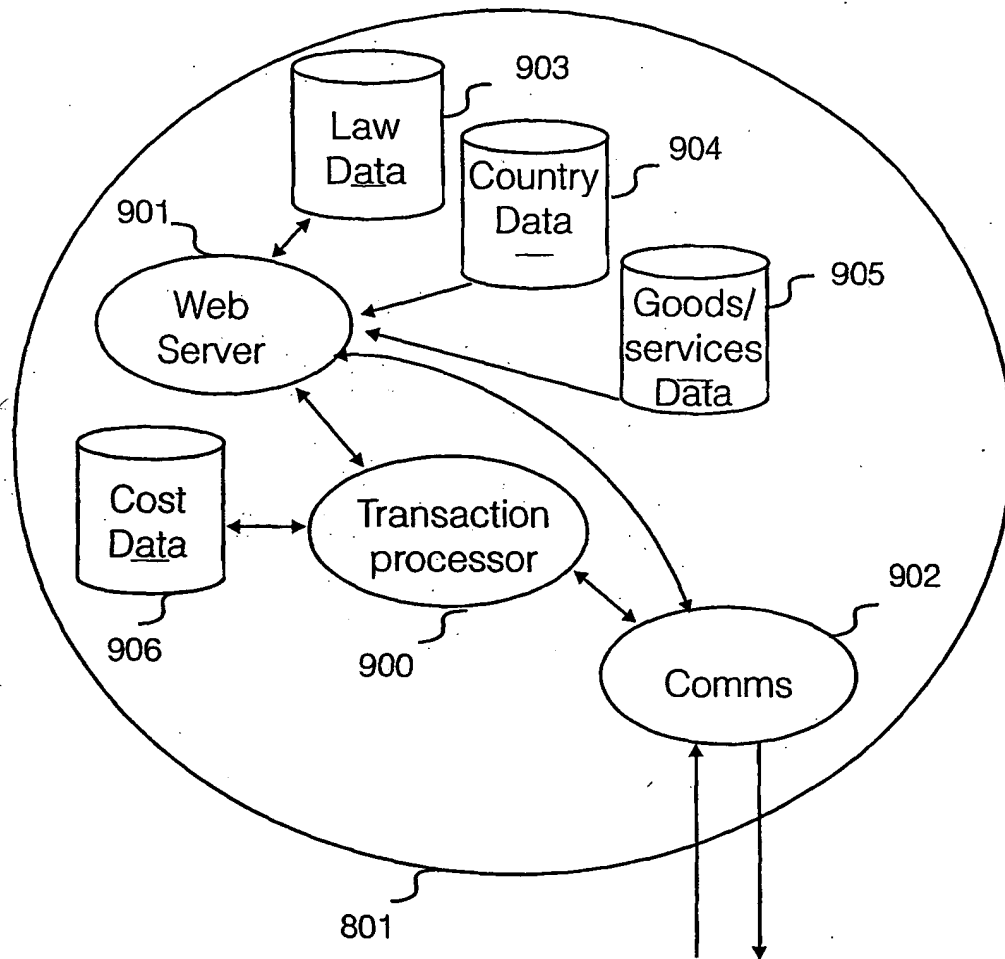 903
Law
Data
904
Country
Data
901
905
Web
Server
Goods/
services
Data
Cost
Data
Transaction
processor
902
906
900
Comms
801